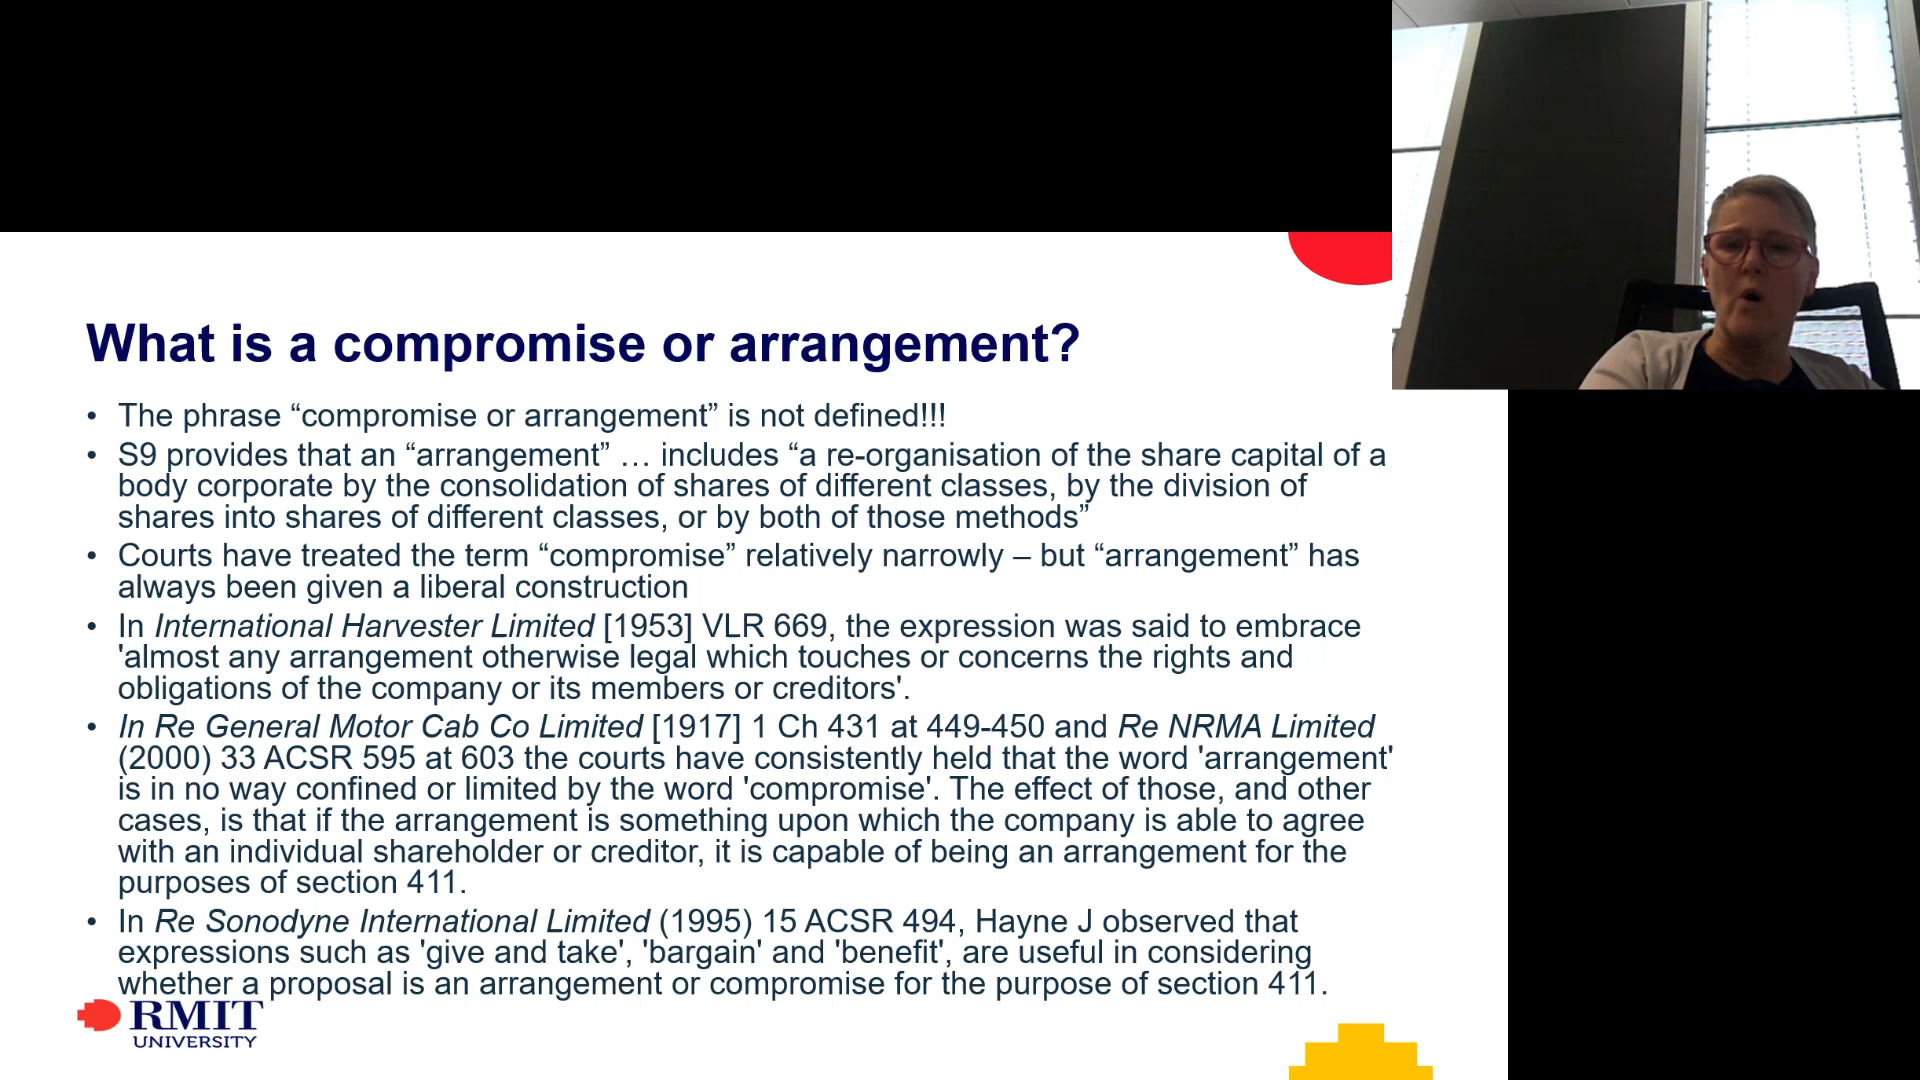 What is a compromise or arrangement?
• The phrase “compromise or arrangement” is not defined!!!
• S9 provides that an “arrangement” … includes “a re-organisation of the share capital of a
body corporate by the consolidation of shares of different classes, by the division of
shares into shares of different classes, or by both of those methods”
• Courts have treated the term “compromise” relatively narrowly – but “arrangement” has
always been given a liberal construction
• In International Harvester Limited [1953] VLR 669, the expression was said to embrace
'almost any arrangement otherwise legal which touches or concerns the rights and
obligations of the company or its members or creditors'.
• In Re General Motor Cab Co Limited [1917] 1 Ch 431 at 449-450 and Re NRMA Limited
(2000) 33 ACSR 595 at 603 the courts have consistently held that the word 'arrangement'
is in no way confined or limited by the word 'compromise'. The effect of those, and other
cases, is that if the arrangement is something upon which the company is able to agree
with an individual shareholder or creditor, it is capable of being an arrangement for the
purposes of section 411.
• In Re Sonodyne International Limited (1995) 15 ACSR 494, Hayne J observed that
expressions such as 'give and take', 'bargain' and 'benefit', are useful in considering
whether a proposal is an arrangement or compromise for the purpose of section 411.
RMIT
UNIVERSITY